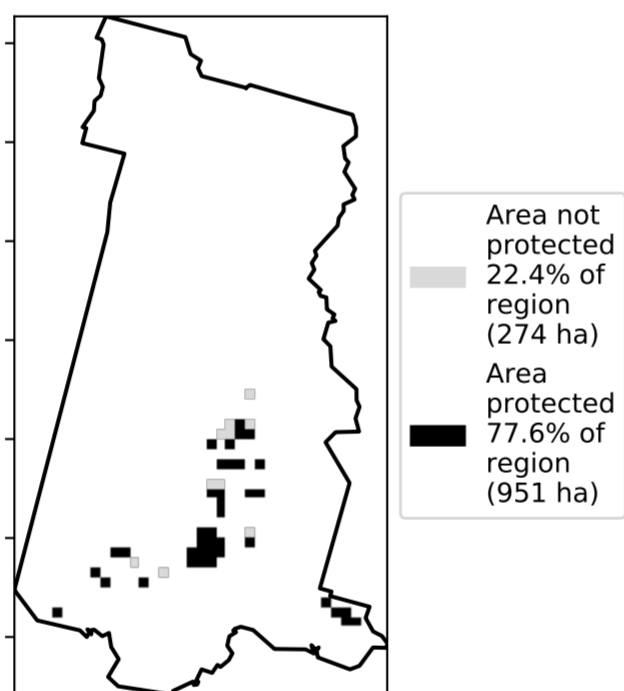 Area not
protected
22.4% of
region
(274 ha)
Area
protected
77.6% of
region
(951 ha)